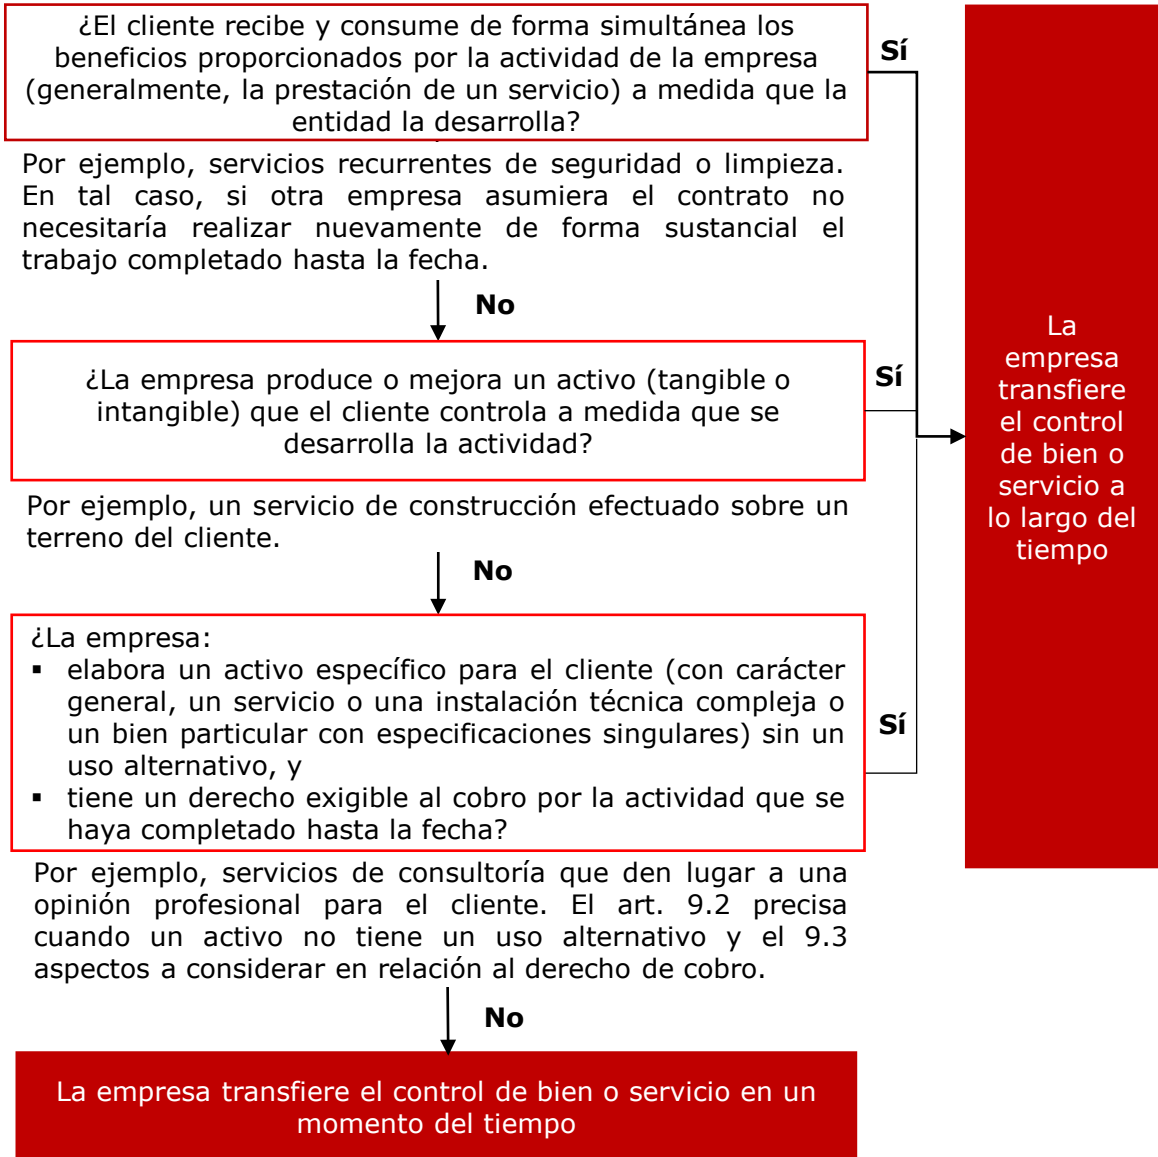 ¿El cliente recibe y consume de forma simultánea los
beneficios proporcionados por la actividad de la empresa
(generalmente, la prestación de un servicio) a medida que la
entidad la desarrolla?
Sí
Por ejemplo, servicios recurrentes de seguridad o limpieza.
En tal caso, si otra empresa asumiera el contrato no
necesitaría realizar nuevamente de forma sustancial el
trabajo completado hasta la fecha.
No
¿La empresa produce o mejora un activo (tangible o
intangible) que el cliente controla a medida que se
desarrolla la actividad?
Sí
Por ejemplo, un servicio de construcción efectuado sobre un
terreno del cliente.
No
¿La empresa:
▪ elabora un activo específico para el cliente (con carácter
general, un servicio o una instalación técnica compleja o
un bien particular con especificaciones singulares) sin un
uso alternativo, y
▪ tiene un derecho exigible al cobro por la actividad que se
haya completado hasta la fecha?
Sí
Por ejemplo, servicios de consultoría que den lugar a una
opinión profesional para el cliente. El art. 9.2 precisa
cuando un activo no tiene un uso alternativo y el 9.3
aspectos a considerar en relación al derecho de cobro.
No
La empresa transfiere el control de bien o servicio en un
momento del tiempo
La
empresa
transfiere
el control
de bien o
servicio a
lo largo del
tiempo